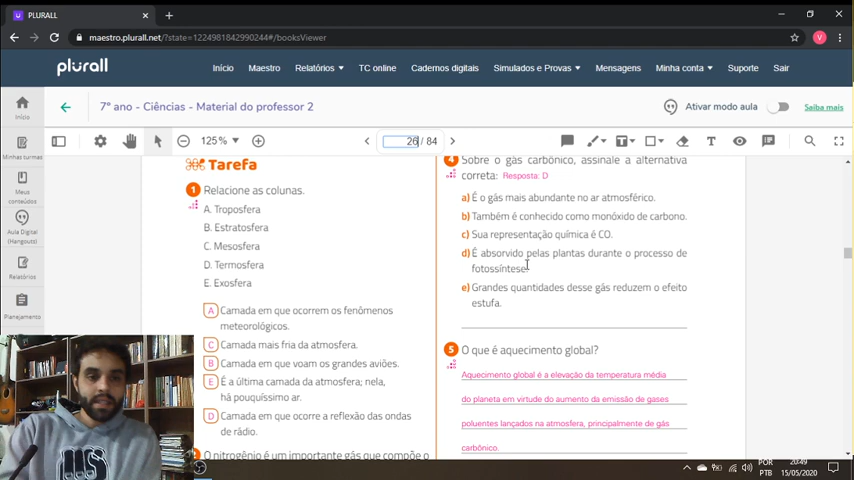 PLURALL
maestro.plurall.net/?state=1224981842990244#/booksViewer
V
plurall
Início
Maestro
Relatórios
TC online
Cadernos digitais
Simulados e Provas
Mensagens
Minha conta
Suporte
Sair
Início
7º ano - Ciências - Material do professor 2
Ativar modo aula
Saiba mais
125%
26 / 84
Minhas turmas
Meus
conteúdos
Aula Digital
(Hangouts)
Relatórios
Planejamento
Tarefa
1 Relacione as colunas.
A. Troposfera
B. Estratosfera
C. Mesosfera
D. Termosfera
E. Exosfera
A Camada em que ocorrem os fenômenos
meteorológicos.
C Camada mais fria da atmosfera.
B Camada em que voam os grandes aviões.
E É a última camada da atmosfera; nela,
há pouquíssimo ar.
D Camada em que ocorre a reflexão das ondas
de rádio.
O nitrogênio é um importante gás que compõe o
4 Sobre o gás carbônico, assinale a alternativa
correta: Resposta: D
a) É o gás mais abundante no ar atmosférico.
b) Também é conhecido como monóxido de carbono.
c) Sua representação química é CO.
d) É absorvido pelas plantas durante o processo de
fotossíntese.
e) Grandes quantidades desse gás reduzem o efeito
estufa.
5 O que é aquecimento global?
Aquecimento global é a elevação da temperatura média
do planeta em virtude do aumento da emissão de gases
poluentes lançados na atmosfera, principalmente de gás
carbônico.
POR
PTB
20:49
15/05/2020